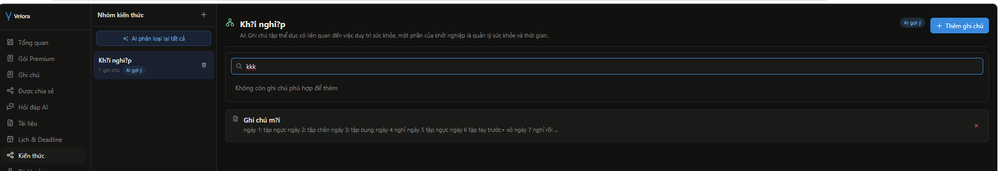 Velora
Tổng quan
Gói Premium
Ghi chú
Được chia sẻ
Hỏi đáp AI
Tài liệu
Lịch & Deadline
Kiến thức
Nhóm kiến thức
AI phân loại lại tất cả
Kh?i nghi?p
1 ghi chú AI gợi ý
Kh?i nghi?p
AI: Ghi chú tập thể dục có liên quan đến việc duy trì sức khỏe, một phần của khởi nghiệp là quản lý sức khỏe và thời gian.
AI gợi ý
Thêm ghi chú
kkk
Không còn ghi chú phù hợp để thêm
Ghi chú m?i
ngày 1: tập ngực ngày 2: tập chân ngày 3: tập bụng ngày 4 nghỉ ngày 5 tập ngực ngày 6 tập tay trước+ xô ngày 7 nghỉ rồi ...